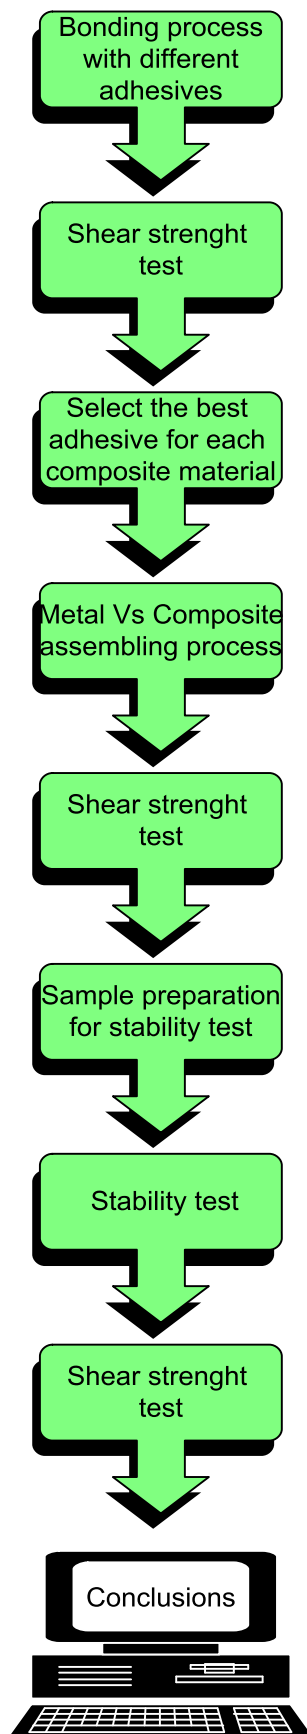 Bonding process
with different
adhesives
Shear strenght
test
Select the best
adhesive for each
composite material
Metal Vs Composite
assembling process
Shear strenght
test
Sample preparation
for stability test
Stability test
Shear strenght
test
Conclusions